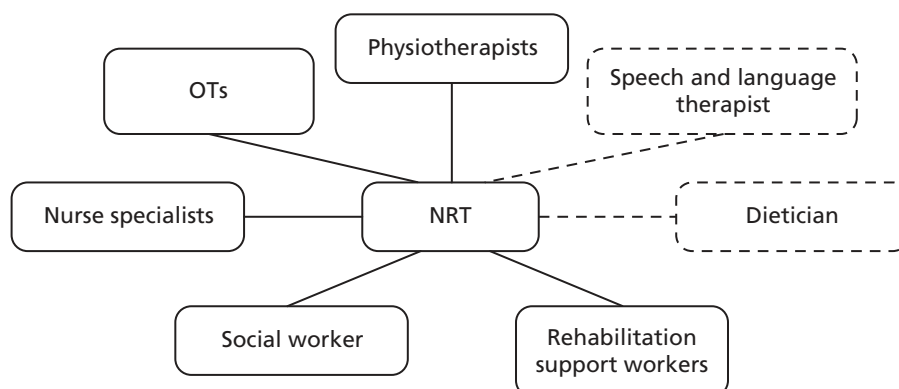 Physiotherapists
OTs
Speech and language
therapist
Nurse specialists
NRT
Dietician
Social worker
Rehabilitation
support workers